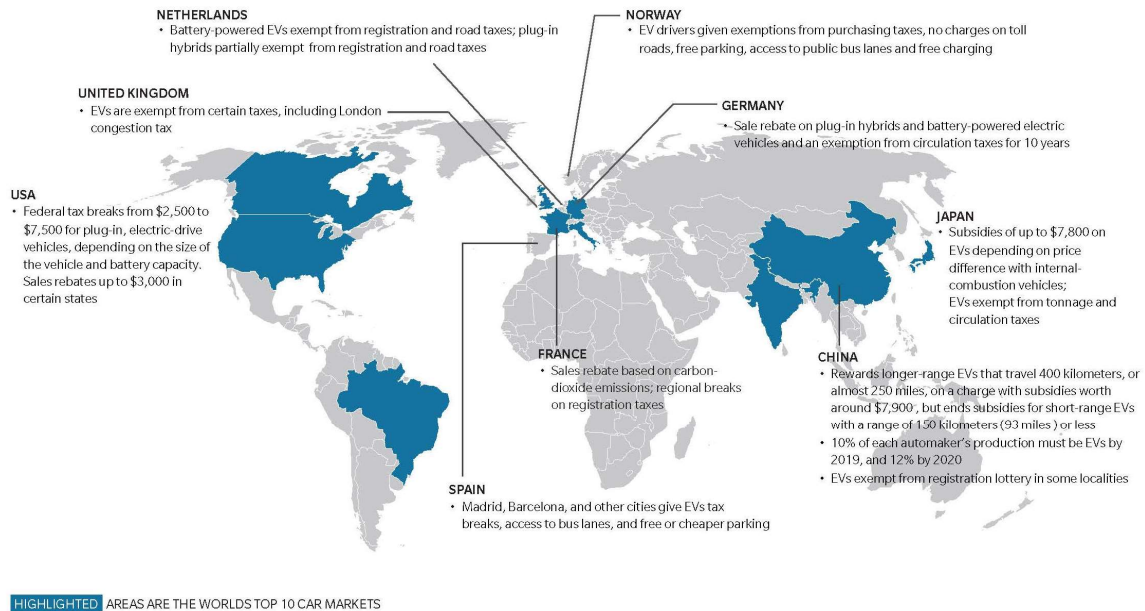 NETHERLANDS
• Battery-powered EVs exempt from registration and road taxes; plug-in
hybrids partially exempt from registration and road taxes
NORWAY
• EV drivers given exemptions from purchasing taxes, no charges on toll
roads, free parking, access to public bus lanes and free charging
UNITED KINGDOM
• EVs are exempt from certain taxes, including London
congestion tax
GERMANY
• Sale rebate on plug-in hybrids and battery-powered electric
vehicles and an exemption from circulation taxes for 10 years
USA
• Federal tax breaks from $2,500 to
$7,500 for plug-in, electric-drive
vehicles, depending on the size of
the vehicle and battery capacity.
Sales rebates up to $3,000 in
certain states
JAPAN
• Subsidies of up to $7,800 on
EVs depending on price
difference with internal-
combustion vehicles;
EVs exempt from tonnage and
circulation taxes
FRANCE
• Sales rebate based on carbon-
dioxide emissions; regional breaks
on registration taxes
CHINA
• Rewards longer-range EVs that travel 400 kilometers, or
almost 250 miles, on a charge with subsidies worth
around $7,900, but ends subsidies for short-range EVs
with a range of 150 kilometers (93 miles) or less
• 10% of each automaker's production must be EVs by
2019, and 12% by 2020
• EVs exempt from registration lottery in some localities
SPAIN
• Madrid, Barcelona, and other cities give EVs tax
breaks, access to bus lanes, and free or cheaper parking
HIGHLIGHTED AREAS ARE THE WORLDS TOP 10 CAR MARKETS